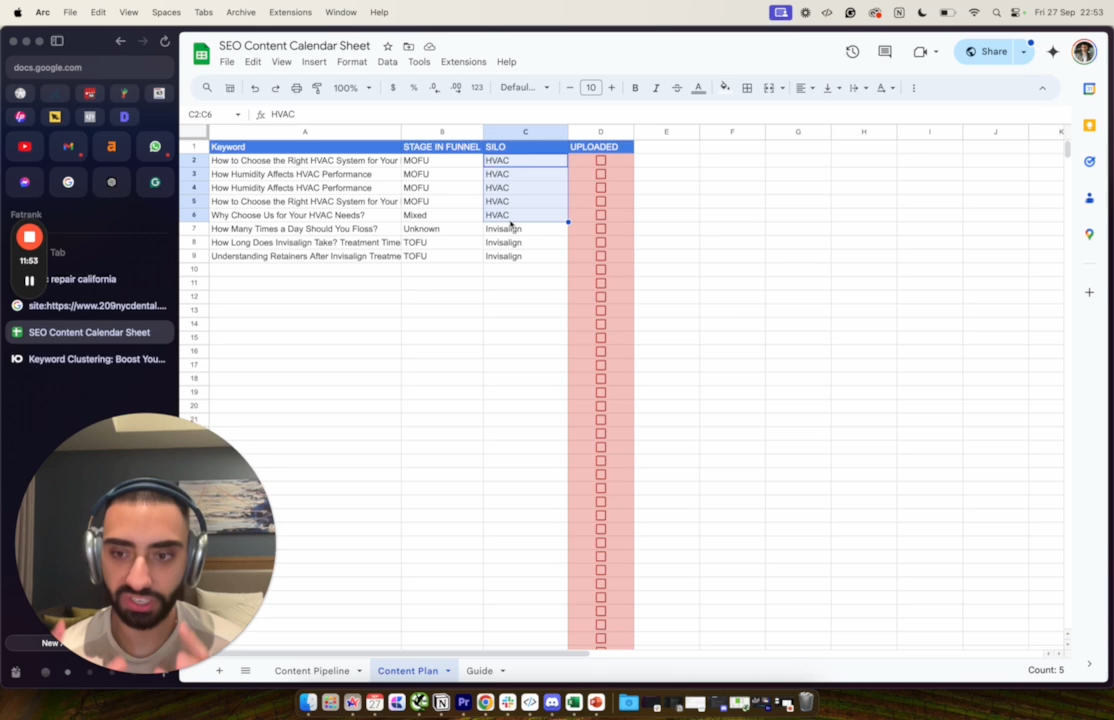 Arc File Edit View Spaces Tabs Archive Extensions Window Help Fri 27 Sep 22:53
docs.google.com
Fatrank
11:53
Tab
repair california
site:https://www.209nycdental....
SEO Content Calendar Sheet
Keyword Clustering: Boost You...
New
SEO Content Calendar Sheet
File Edit View Insert Format Data Tools Extensions Help
Share
100% $ % .0 .00 123 Defaul... 10 B I A
C2:C6 fx HVAC
A B C D E F G H I J K
1 Keyword STAGE IN FUNNEL SILO UPLOADED
2 How to Choose the Right HVAC System for Your MOFU HVAC
3 How Humidity Affects HVAC Performance MOFU HVAC
4 How Humidity Affects HVAC Performance MOFU HVAC
5 How to Choose the Right HVAC System for Your MOFU HVAC
6 Why Choose Us for Your HVAC Needs? Mixed HVAC
7 How Many Times a Day Should You Floss? Unknown Invisalign
8 How Long Does Invisalign Take? Treatment Time TOFU Invisalign
9 Understanding Retainers After Invisalign Treatme TOFU Invisalign
10
11
12
13
14
15
16
17
18
19
20
21
Content Pipeline Content Plan Guide Count: 5